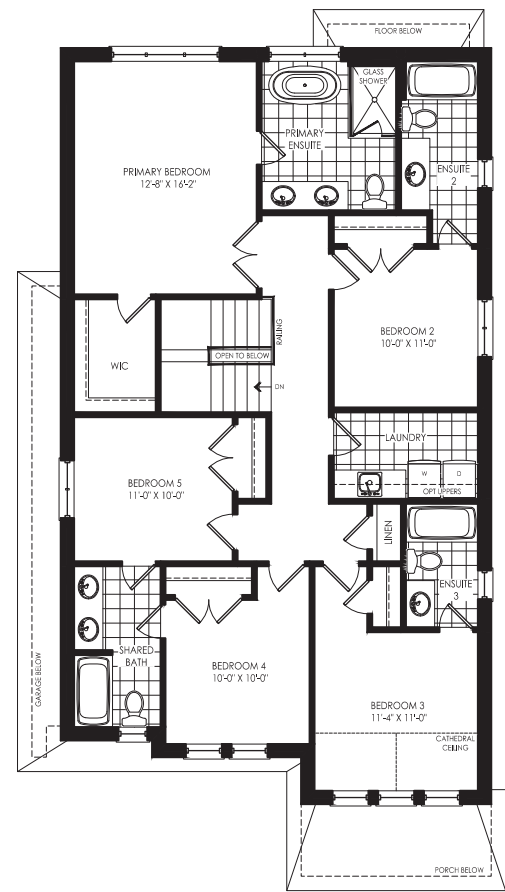 FLOOR BELOW
GLASS
SHOWER
PRIMARY
ENSUITE
PRIMARY BEDROOM
12'-8" X 16'-2"
ENSUITE
2
BEDROOM 2
10'-0" X 11'-0"
RAILING
OPEN TO BELOW
WIC
DN
LAUNDRY
W
D
OPT UPPERS
BEDROOM 5
11'-0" X 10'-0"
LINEN
ENSUITE
3
SHARED
BATH
BEDROOM 4
10'-0" X 10'-0"
GARAGE BELOW
BEDROOM 3
11'-4" X 11'-0"
CATHEDRAL
CEILING
PORCH BELOW